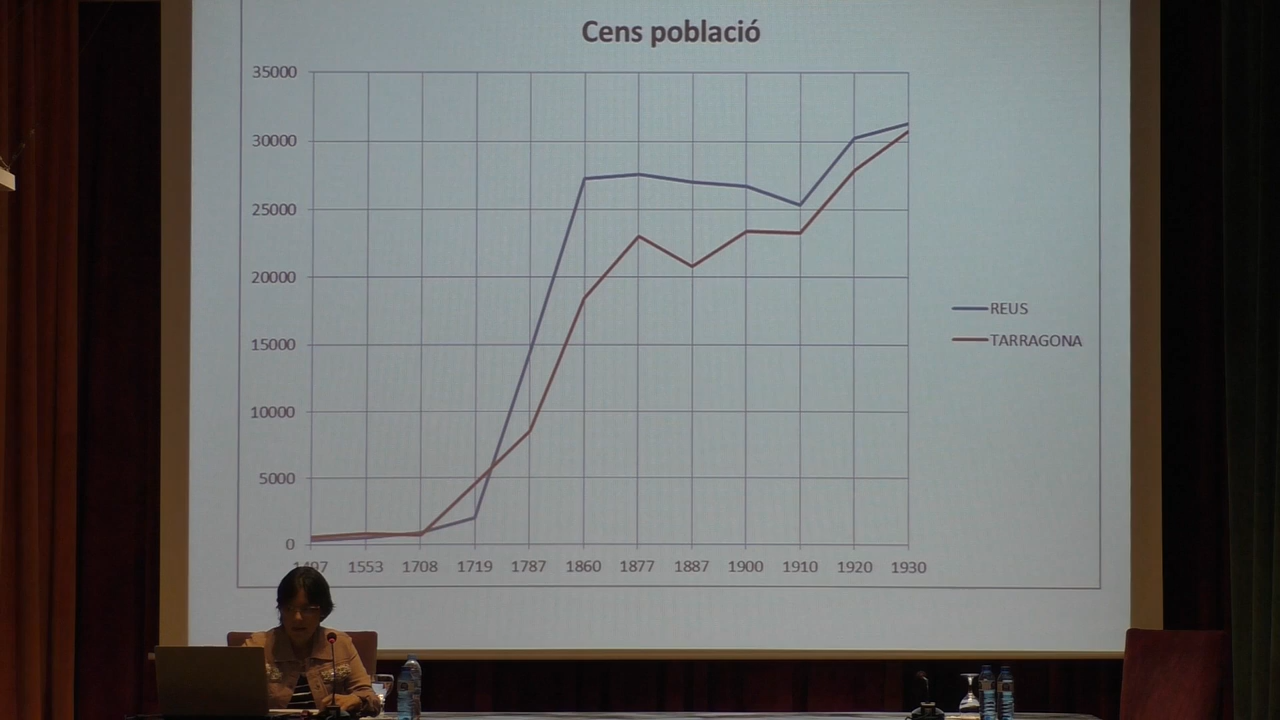 Cens població
35000
30000
25000
20000
15000
10000
5000
0
1497 1553 1708 1719 1787 1860 1877 1887 1900 1910 1920 1930
REUS
TARRAGONA